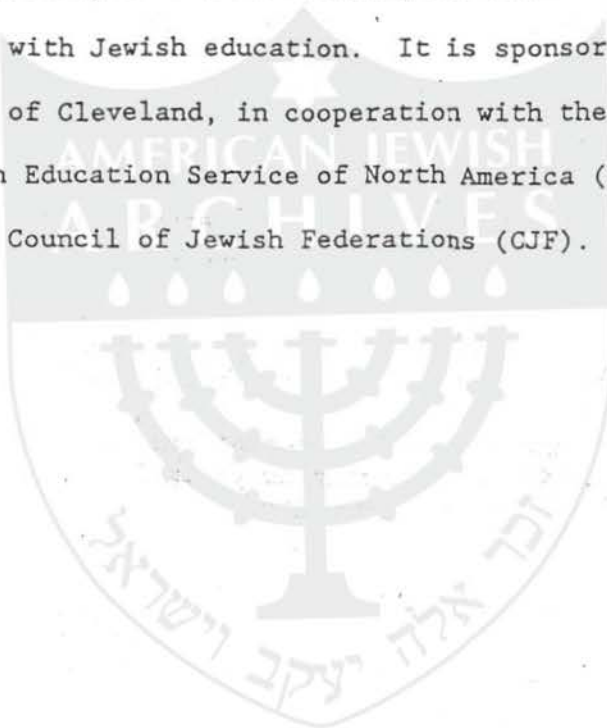 with Jewish education. It is sponsor
of Cleveland, in cooperation with the
AMERICAN JEWISH
n Education Service of North America (
ARCHIVES
Council of Jewish Federations (CJF).
זכר אלה יעקב וישראל